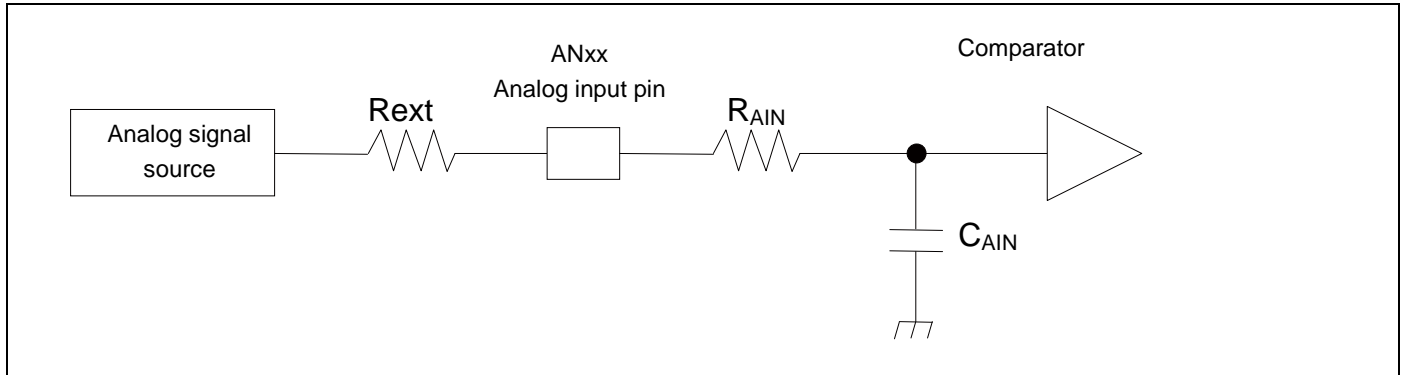 ANxx
Analog input pin
Comparator
Analog signal
source
Rext
RAIN
CAIN